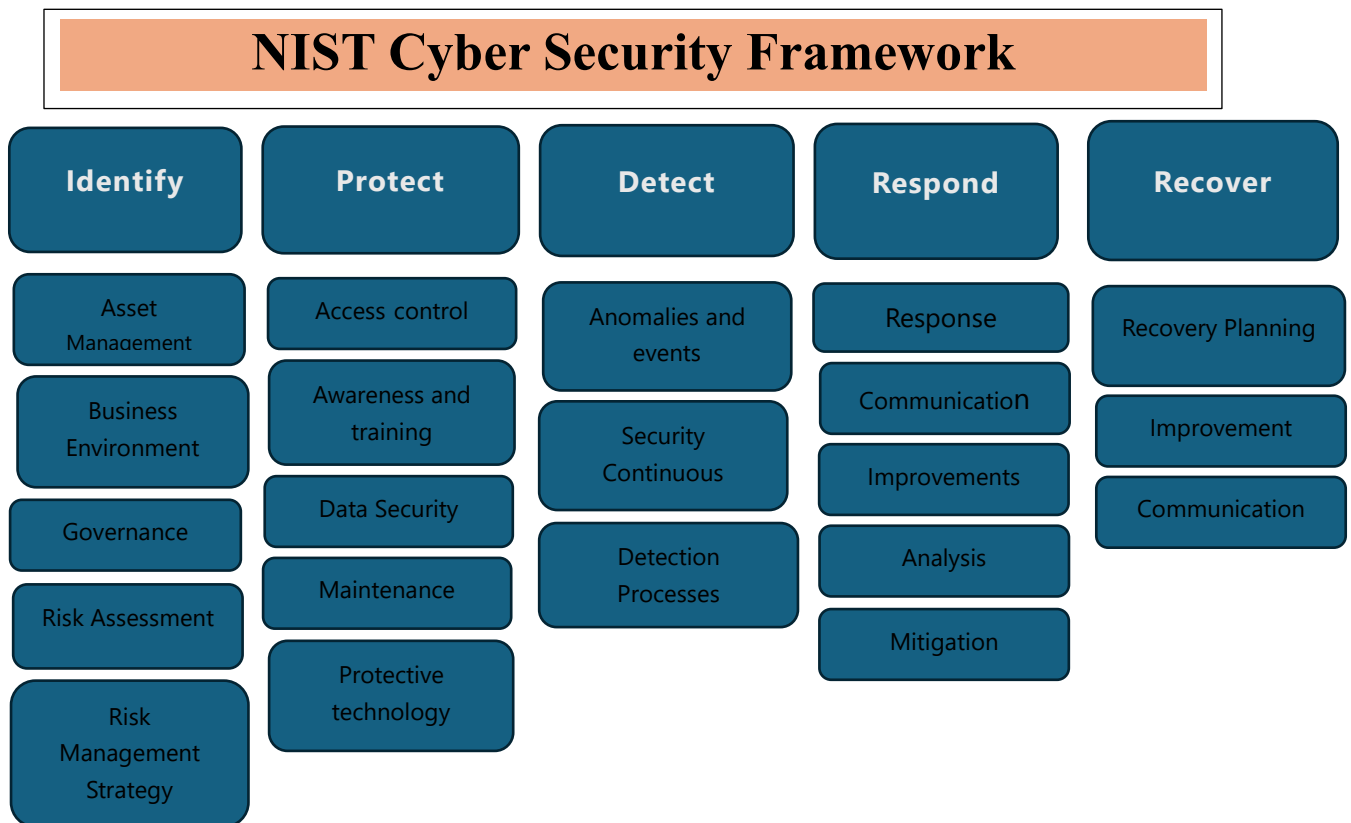 NIST Cyber Security Framework
Identify
Asset
Management
Business
Environment
Governance
Risk Assessment
Risk
Management
Strategy
Protect
Access control
Awareness and
training
Data Security
Maintenance
Protective
technology
Detect
Anomalies and
events
Security
Continuous
Detection
Processes
Respond
Response
Communication
Improvements
Analysis
Mitigation
Recover
Recovery Planning
Improvement
Communication